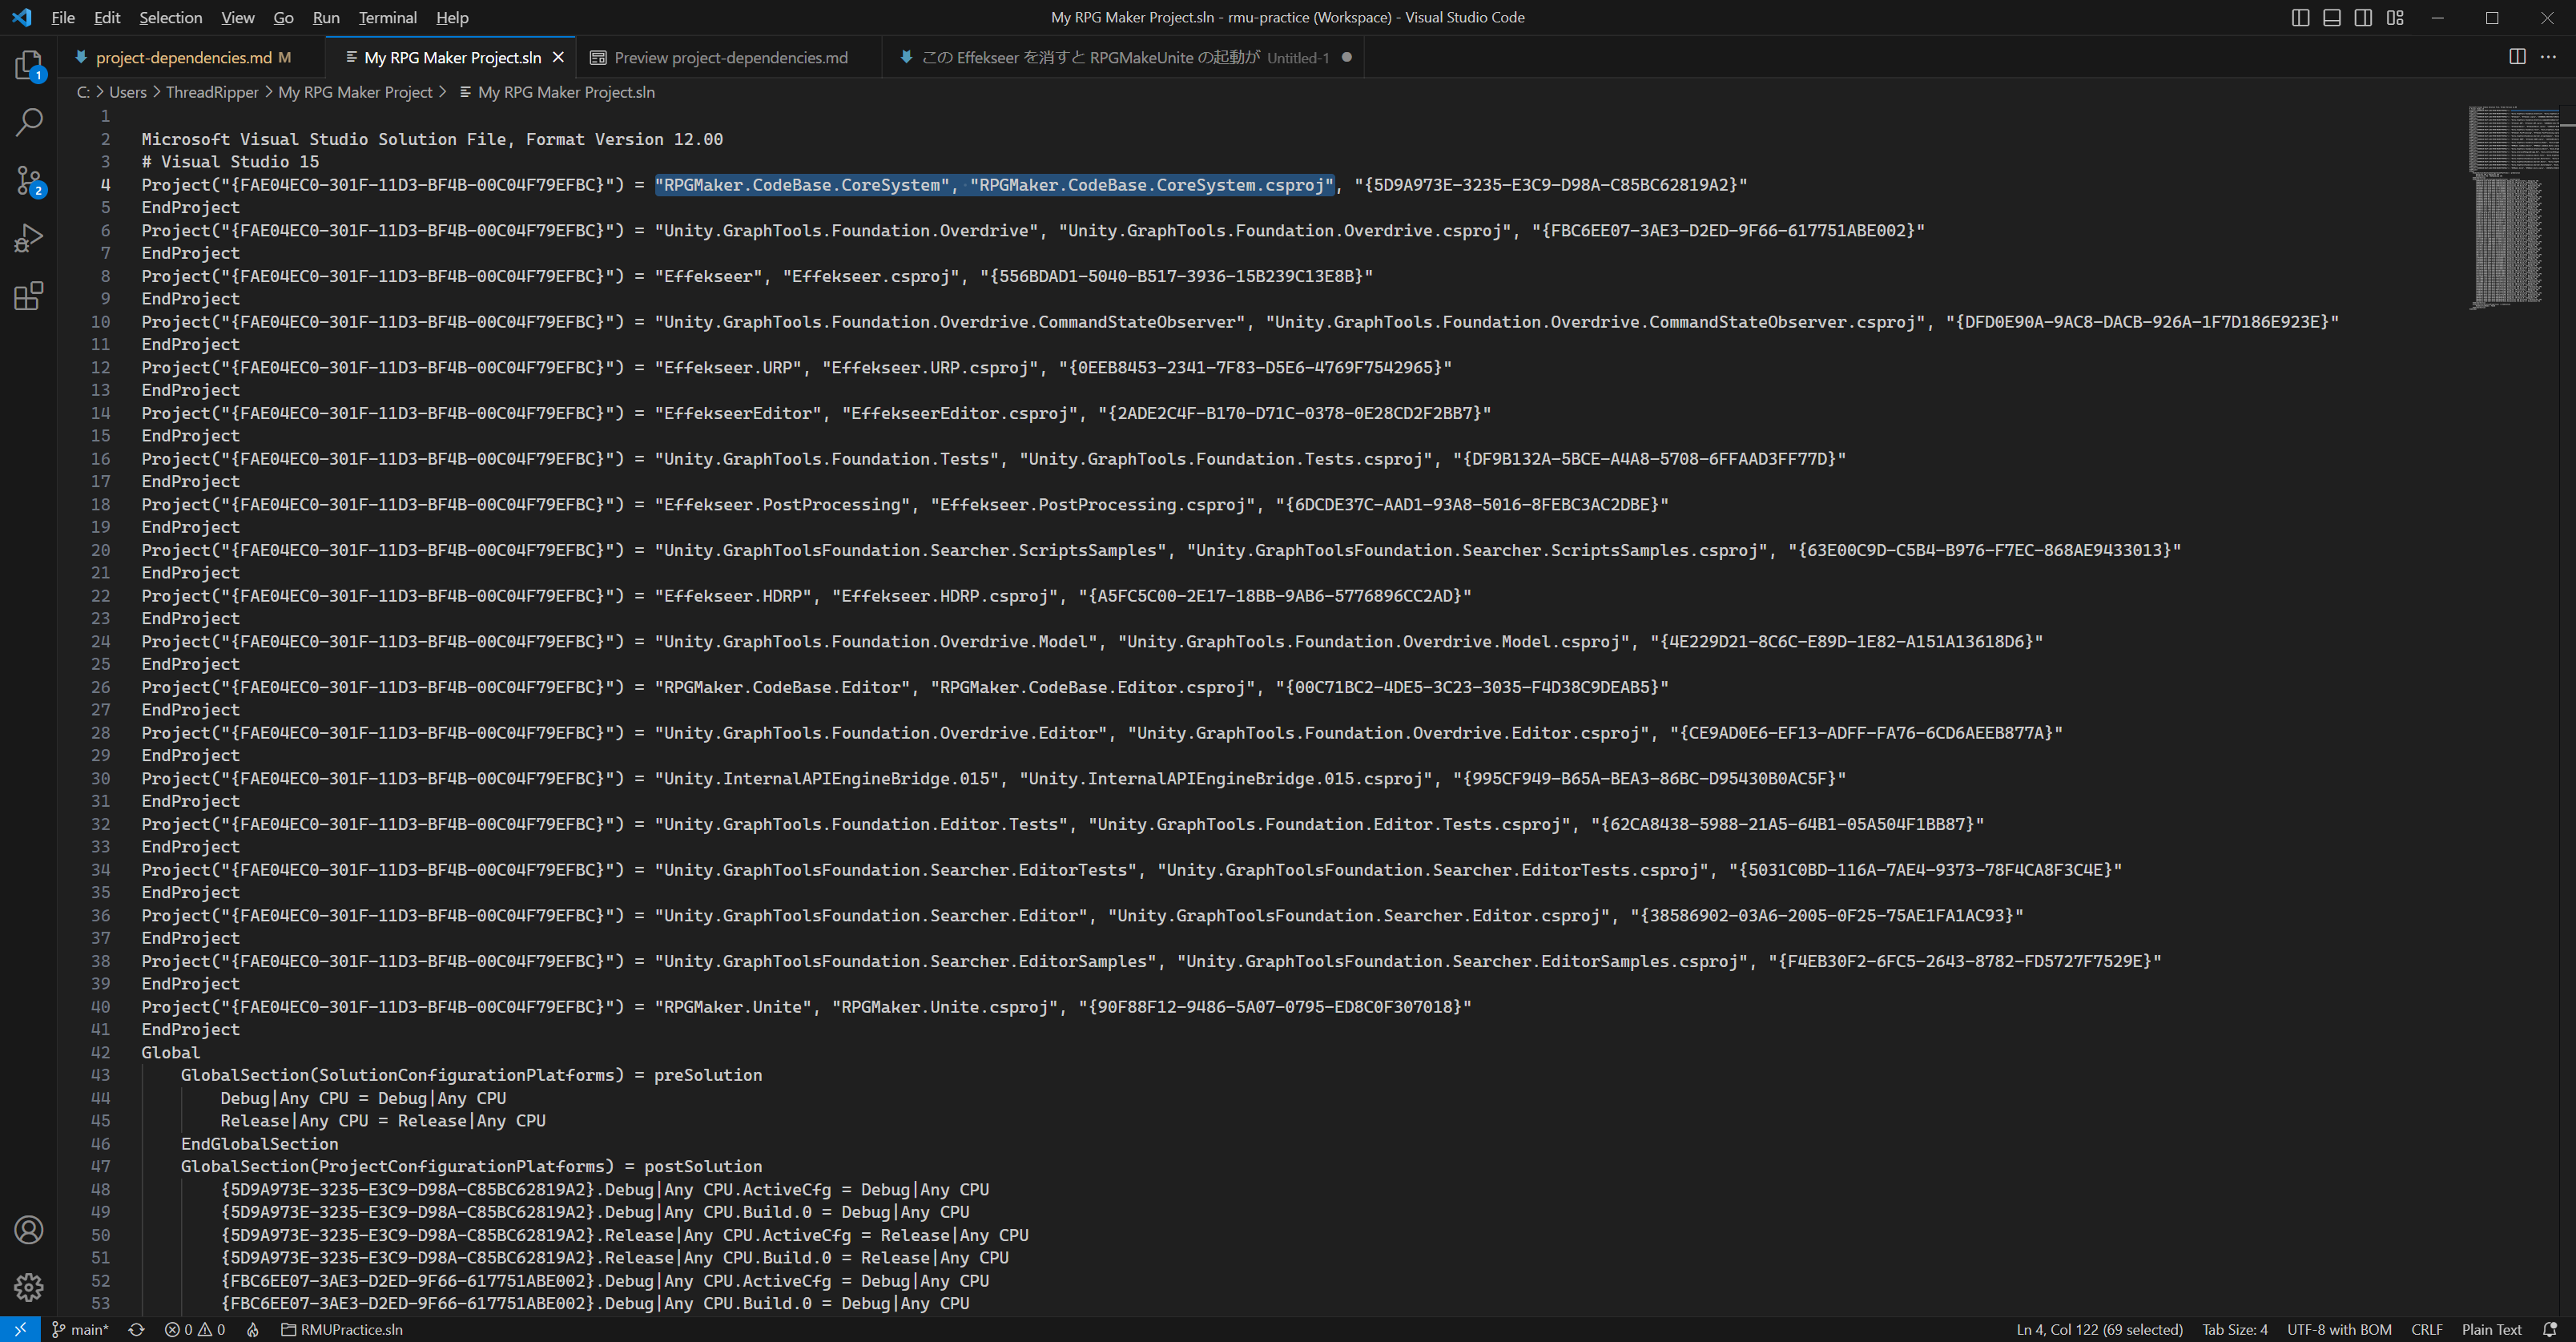 File Edit Selection View Go Run Terminal Help
My RPG Maker Project.sln - rmu-practice (Workspace) - Visual Studio Code
project-dependencies.md M
My RPG Maker Project.sln
Preview project-dependencies.md
この Effekseer を消すと RPGMakeUnite の起動が Untitled-1
C: > Users > ThreadRipper > My RPG Maker Project > My RPG Maker Project.sln
1
2 Microsoft Visual Studio Solution File, Format Version 12.00
3 # Visual Studio 15
4 Project("{FAE04EC0-301F-11D3-BF4B-00C04F79EFBC}") = "RPGMaker.CodeBase.CoreSystem", "RPGMaker.CodeBase.CoreSystem.csproj", "{5D9A973E-3235-E3C9-D98A-C85BC62819A2}"
5 EndProject
6 Project("{FAE04EC0-301F-11D3-BF4B-00C04F79EFBC}") = "Unity.GraphTools.Foundation.Overdrive", "Unity.GraphTools.Foundation.Overdrive.csproj", "{FBC6EE07-3AE3-D2ED-9F66-617751ABE002}"
7 EndProject
8 Project("{FAE04EC0-301F-11D3-BF4B-00C04F79EFBC}") = "Effekseer", "Effekseer.csproj", "{556BDAD1-5040-B517-3936-15B239C13E8B}"
9 EndProject
10 Project("{FAE04EC0-301F-11D3-BF4B-00C04F79EFBC}") = "Unity.GraphTools.Foundation.Overdrive.CommandStateObserver", "Unity.GraphTools.Foundation.Overdrive.CommandStateObserver.csproj", "{DFD0E90A-9AC8-DACB-926A-1F7D186E923E}"
11 EndProject
12 Project("{FAE04EC0-301F-11D3-BF4B-00C04F79EFBC}") = "Effekseer.URP", "Effekseer.URP.csproj", "{0EEB8453-2341-7F83-D5E6-4769F7542965}"
13 EndProject
14 Project("{FAE04EC0-301F-11D3-BF4B-00C04F79EFBC}") = "EffekseerEditor", "EffekseerEditor.csproj", "{2ADE2C4F-B170-D71C-0378-0E28CD2F2BB7}"
15 EndProject
16 Project("{FAE04EC0-301F-11D3-BF4B-00C04F79EFBC}") = "Unity.GraphTools.Foundation.Tests", "Unity.GraphTools.Foundation.Tests.csproj", "{DF9B132A-5BCE-A4A8-5708-6FFAAD3FF77D}"
17 EndProject
18 Project("{FAE04EC0-301F-11D3-BF4B-00C04F79EFBC}") = "Effekseer.PostProcessing", "Effekseer.PostProcessing.csproj", "{6DCDE37C-AAD1-93A8-5016-8FEBC3AC2DBE}"
19 EndProject
20 Project("{FAE04EC0-301F-11D3-BF4B-00C04F79EFBC}") = "Unity.GraphToolsFoundation.Searcher.ScriptsSamples", "Unity.GraphToolsFoundation.Searcher.ScriptsSamples.csproj", "{63E00C9D-C5B4-B976-F7EC-868AE9433013}"
21 EndProject
22 Project("{FAE04EC0-301F-11D3-BF4B-00C04F79EFBC}") = "Effekseer.HDRP", "Effekseer.HDRP.csproj", "{A5FC5C00-2E17-18BB-9AB6-5776896CC2AD}"
23 EndProject
24 Project("{FAE04EC0-301F-11D3-BF4B-00C04F79EFBC}") = "Unity.GraphTools.Foundation.Overdrive.Model", "Unity.GraphTools.Foundation.Overdrive.Model.csproj", "{4E229D21-8C6C-E89D-1E82-A151A13618D6}"
25 EndProject
26 Project("{FAE04EC0-301F-11D3-BF4B-00C04F79EFBC}") = "RPGMaker.CodeBase.Editor", "RPGMaker.CodeBase.Editor.csproj", "{00C71BC2-4DE5-3C23-3035-F4D38C9DEAB5}"
27 EndProject
28 Project("{FAE04EC0-301F-11D3-BF4B-00C04F79EFBC}") = "Unity.GraphTools.Foundation.Overdrive.Editor", "Unity.GraphTools.Foundation.Overdrive.Editor.csproj", "{CE9AD0E6-EF13-ADFF-FA76-6CD6AEEB877A}"
29 EndProject
30 Project("{FAE04EC0-301F-11D3-BF4B-00C04F79EFBC}") = "Unity.InternalAPIEngineBridge.015", "Unity.InternalAPIEngineBridge.015.csproj", "{995CF949-B65A-BEA3-86BC-D95430B0AC5F}"
31 EndProject
32 Project("{FAE04EC0-301F-11D3-BF4B-00C04F79EFBC}") = "Unity.GraphTools.Foundation.Editor.Tests", "Unity.GraphTools.Foundation.Editor.Tests.csproj", "{62CA8438-5988-21A5-64B1-05A504F1BB87}"
33 EndProject
34 Project("{FAE04EC0-301F-11D3-BF4B-00C04F79EFBC}") = "Unity.GraphToolsFoundation.Searcher.EditorTests", "Unity.GraphToolsFoundation.Searcher.EditorTests.csproj", "{5031C0BD-116A-7AE4-9373-78F4CA8F3C4E}"
35 EndProject
36 Project("{FAE04EC0-301F-11D3-BF4B-00C04F79EFBC}") = "Unity.GraphToolsFoundation.Searcher.Editor", "Unity.GraphToolsFoundation.Searcher.Editor.csproj", "{38586902-03A6-2005-0F25-75AE1FA1AC93}"
37 EndProject
38 Project("{FAE04EC0-301F-11D3-BF4B-00C04F79EFBC}") = "Unity.GraphToolsFoundation.Searcher.EditorSamples", "Unity.GraphToolsFoundation.Searcher.EditorSamples.csproj", "{F4EB30F2-6FC5-2643-8782-FD5727F7529E}"
39 EndProject
40 Project("{FAE04EC0-301F-11D3-BF4B-00C04F79EFBC}") = "RPGMaker.Unite", "RPGMaker.Unite.csproj", "{90F88F12-9486-5A07-0795-ED8C0F307018}"
41 EndProject
42 Global
43 GlobalSection(SolutionConfigurationPlatforms) = preSolution
44 Debug|Any CPU = Debug|Any CPU
45 Release|Any CPU = Release|Any CPU
46 EndGlobalSection
47 GlobalSection(ProjectConfigurationPlatforms) = postSolution
48 {5D9A973E-3235-E3C9-D98A-C85BC62819A2}.Debug|Any CPU.ActiveCfg = Debug|Any CPU
49 {5D9A973E-3235-E3C9-D98A-C85BC62819A2}.Debug|Any CPU.Build.0 = Debug|Any CPU
50 {5D9A973E-3235-E3C9-D98A-C85BC62819A2}.Release|Any CPU.ActiveCfg = Release|Any CPU
51 {5D9A973E-3235-E3C9-D98A-C85BC62819A2}.Release|Any CPU.Build.0 = Release|Any CPU
52 {FBC6EE07-3AE3-D2ED-9F66-617751ABE002}.Debug|Any CPU.ActiveCfg = Debug|Any CPU
53 {FBC6EE07-3AE3-D2ED-9F66-617751ABE002}.Debug|Any CPU.Build.0 = Debug|Any CPU
1
2
main* 0 0 RMUPractice.sln Ln 4, Col 122 (69 selected) Tab Size: 4 UTF-8 with BOM CRLF Plain Text